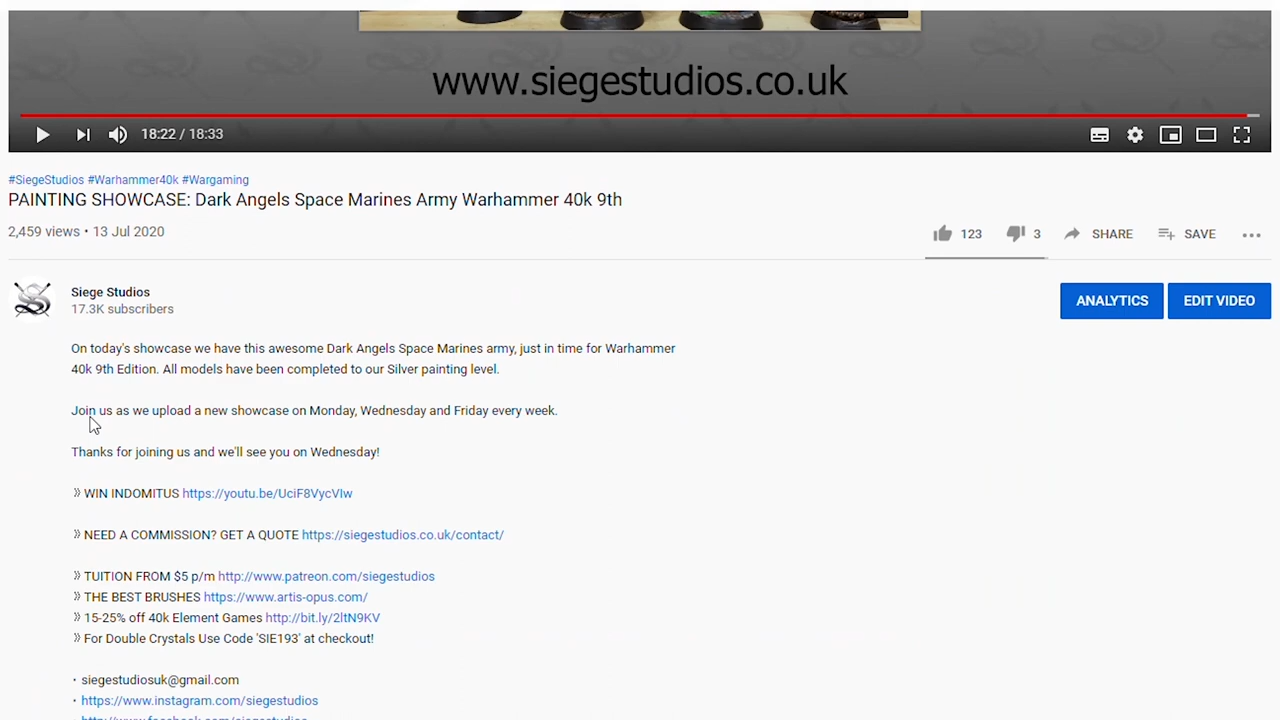 www.siegestudios.co.uk
18:22 / 18:33
#SiegeStudios #Warhammer40k #Wargaming
PAINTING SHOWCASE: Dark Angels Space Marines Army Warhammer 40k 9th
2,459 views • 13 Jul 2020
123 3 SHARE SAVE
Siege Studios
17.3K subscribers
ANALYTICS EDIT VIDEO
On today's showcase we have this awesome Dark Angels Space Marines army, just in time for Warhammer
40k 9th Edition. All models have been completed to our Silver painting level.
Join us as we upload a new showcase on Monday, Wednesday and Friday every week.
Thanks for joining us and we'll see you on Wednesday!
⟫ WIN INDOMITUS https://youtu.be/UciF8VycVIw
⟫ NEED A COMMISSION? GET A QUOTE https://siegestudios.co.uk/contact/
⟫ TUITION FROM $5 p/m http://www.patreon.com/siegestudios
⟫ THE BEST BRUSHES https://www.artis-opus.com/
⟫ 15-25% off 40k Element Games http://bit.ly/2ltN9KV
⟫ For Double Crystals Use Code 'SIE193' at checkout!
· siegestudiosuk@gmail.com
· https://www.instagram.com/siegestudios
· http://www.facebook.com/siegestudios